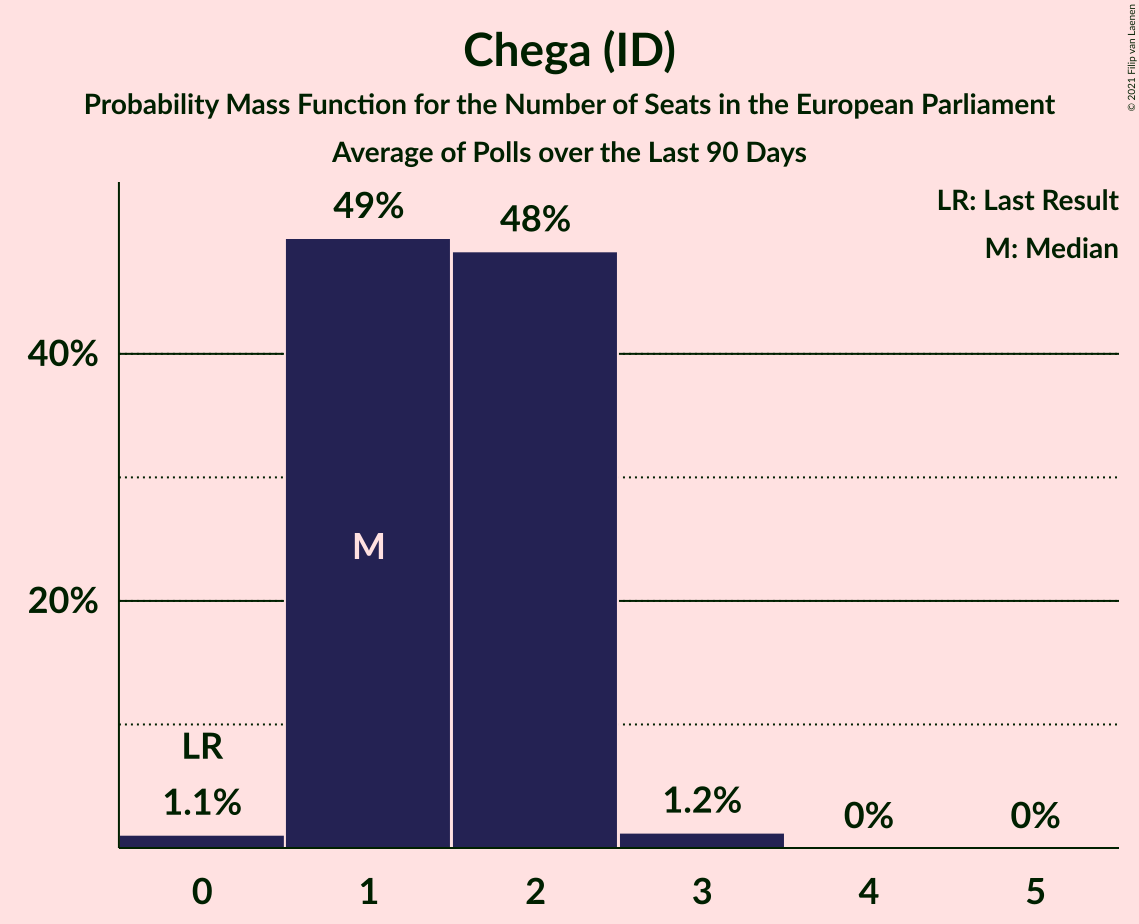 Chega (ID)
Probability Mass Function for the Number of Seats in the European Parliament
Average of Polls over the Last 90 Days
© 2021 Filip van Laenen
LR: Last Result
M: Median
49%
48%
40%
M
20%
LR
1.1%
1.2%
0%
0%
0 1 2 3 4 5